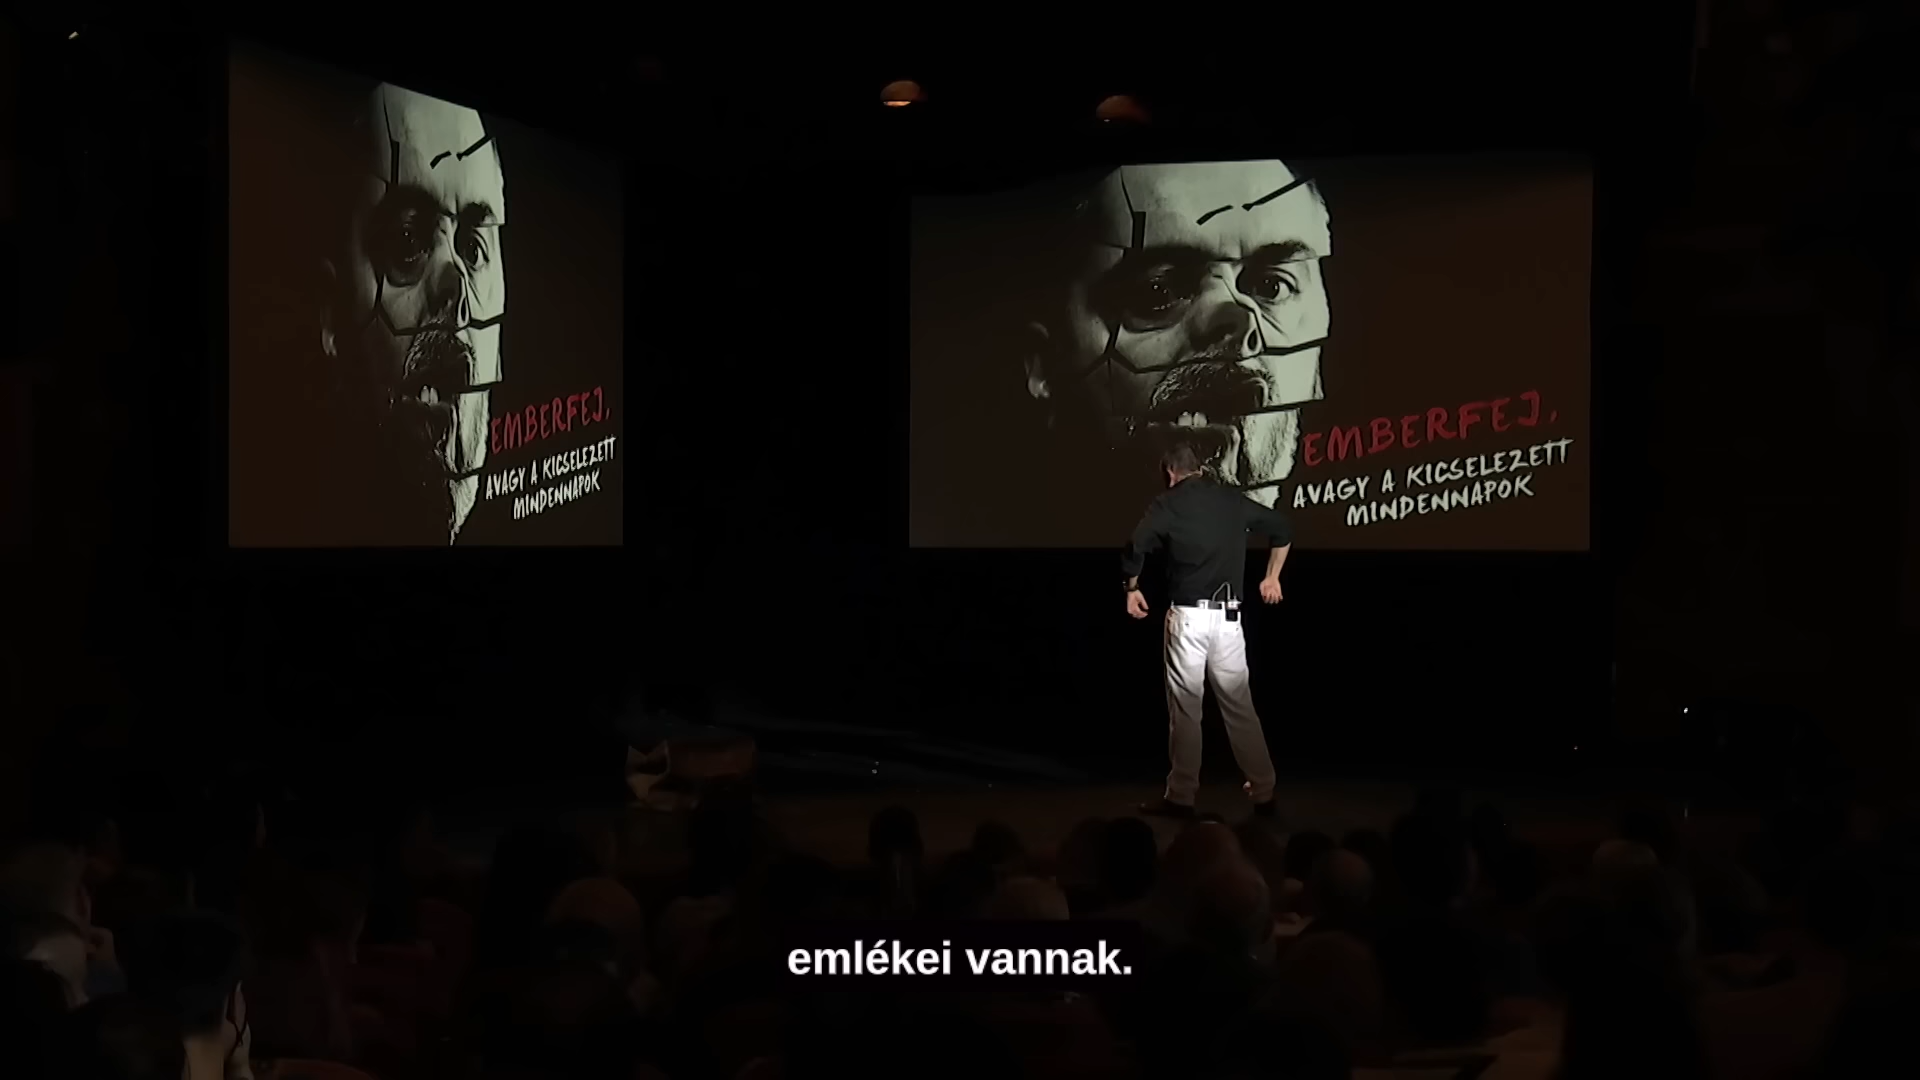 EMBERFEJ,
AVAGY A KICSELEZETT
MINDENNAPOK
EMBERFEJ,
AVAGY A KICSELEZETT
MINDENNAPOK
emlékei vannak.